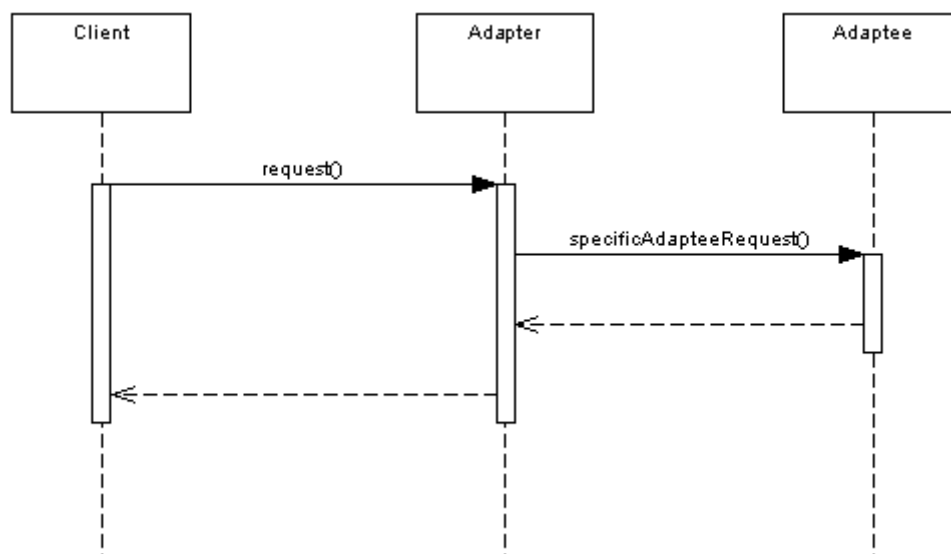 Client
Adapter
Adaptee
request()
specificAdapteeRequest()